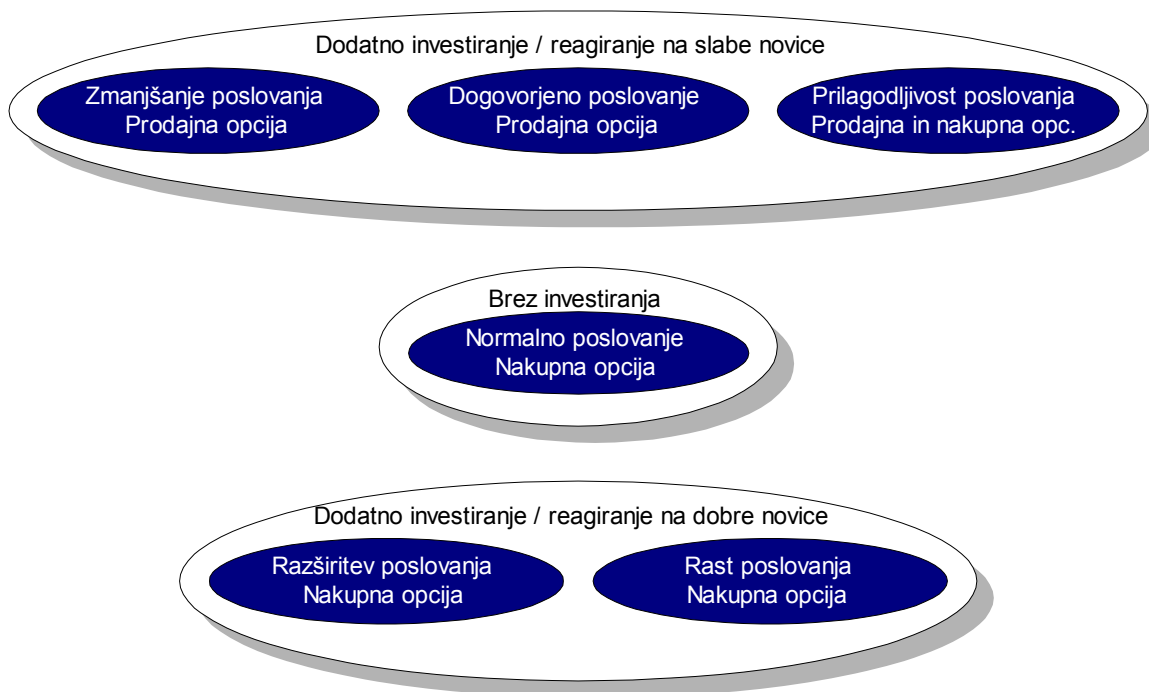 Dodatno investiranje / reagiranje na slabe novice
Zmanjšanje poslovanja
Prodajna opcija
Dogovorjeno poslovanje
Prodajna opcija
Prilagodljivost poslovanja
Prodajna in nakupna opc.
Brez investiranja
Normalno poslovanje
Nakupna opcija
Dodatno investiranje / reagiranje na dobre novice
Razširitev poslovanja
Nakupna opcija
Rast poslovanja
Nakupna opcija